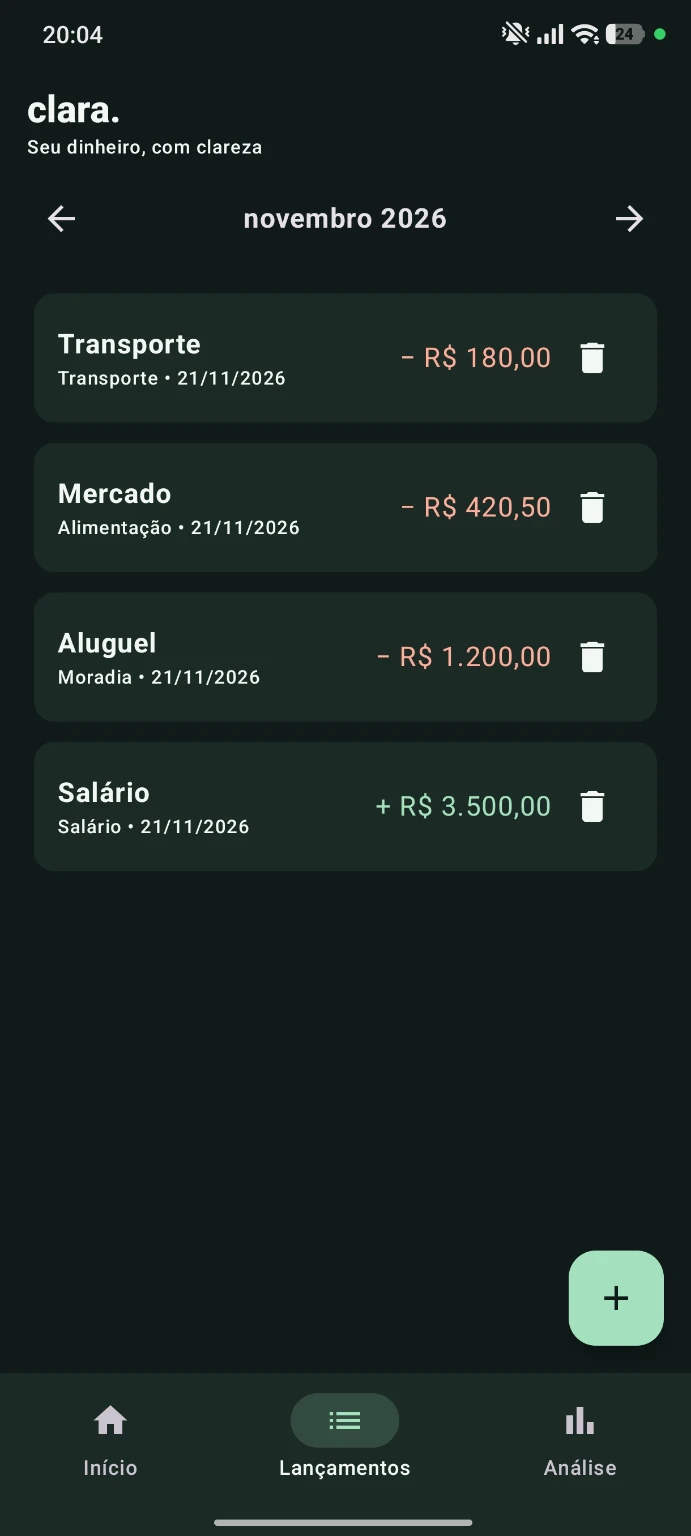 20:04
24
clara.
Seu dinheiro, com clareza
novembro 2026
Transporte
− R$ 180,00
Transporte • 21/11/2026
Mercado
− R$ 420,50
Alimentação • 21/11/2026
Aluguel
− R$ 1.200,00
Moradia • 21/11/2026
Salário
+ R$ 3.500,00
Salário • 21/11/2026
+
Início
Lançamentos
Análise